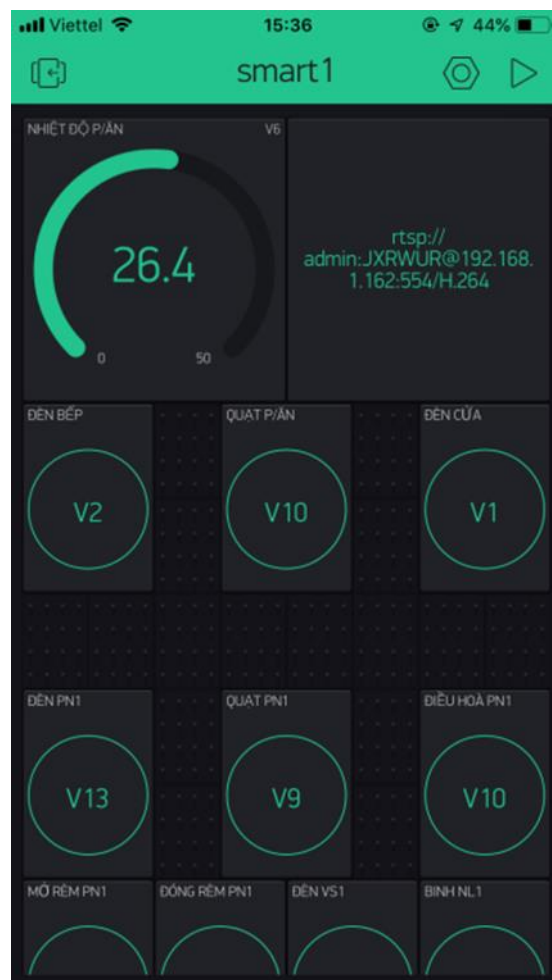 Viettel 15:36 44%
smart1
NHIỆT ĐỘ P/ĂN V6
26.4
0 50
rtsp://
admin:JXRWUR@192.168.
1.162:554/H.264
ĐÈN BẾP QUẠT P/ĂN ĐÈN CỬA
V2 V10 V1
ĐÈN PN1 QUẠT PN1 ĐIỀU HOÀ PN1
V13 V9 V10
MỞ RÈM PN1 ĐÓNG RÈM PN1 ĐÈN VS1 BINH NL1